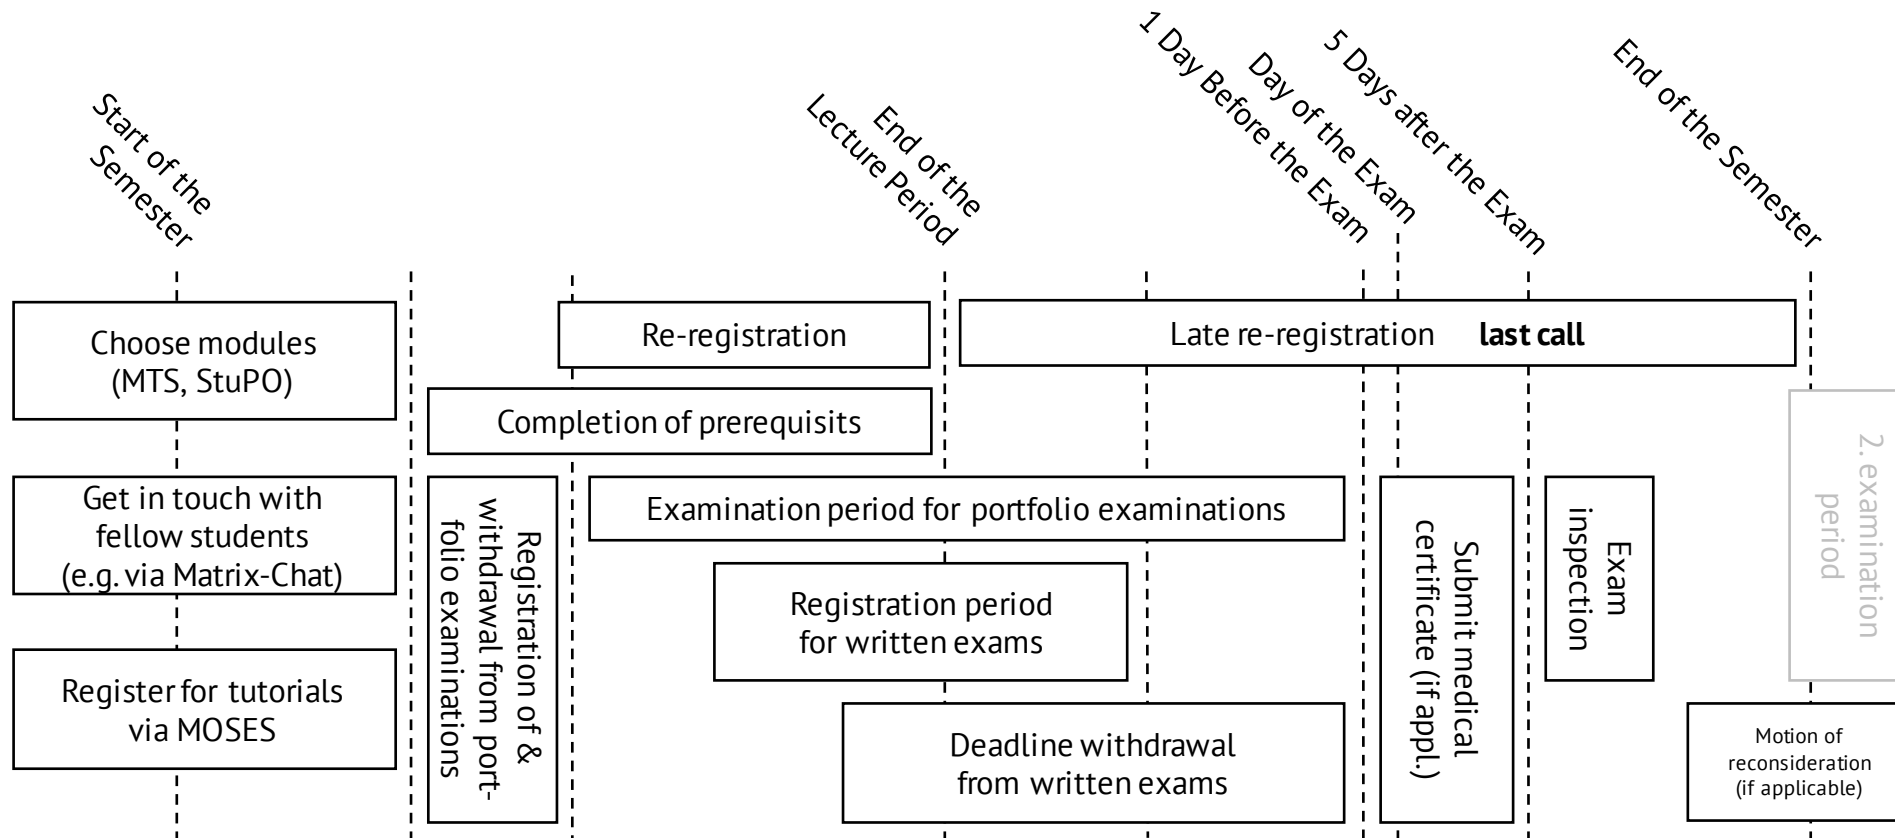 Start of the
Semester
End of the
Lecture Period
1 Day Before the Exam
Day of the Exam
5 Days after the Exam
End of the Semester
Choose modules
(MTS, StuPO)
Re-registration
Late re-registration last call
Completion of prerequisits
Get in touch with
fellow students
(e.g. via Matrix-Chat)
Registration of &
withdrawal from port-
folio examinations
Examination period for portfolio examinations
Registration period
for written exams
Submit medical
certificate (if appl.)
Exam
inspection
2. examination
period
Register for tutorials
via MOSES
Deadline withdrawal
from written exams
Motion of
reconsideration
(if applicable)